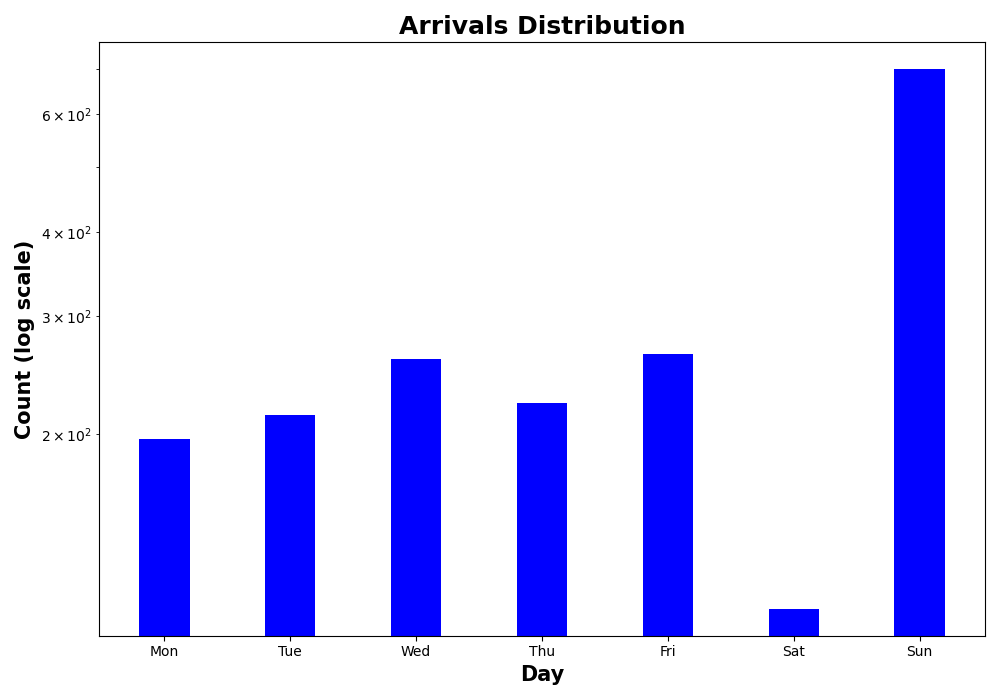 Arrivals Distribution
Count (log scale)
6 × 10²
4 × 10²
3 × 10²
2 × 10²
Mon Tue Wed Thu Fri Sat Sun
Day